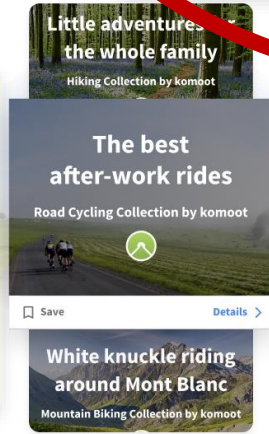 Little adventures
the whole family
Hiking Collection by komoot
The best
after-work rides
Road Cycling Collection by komoot
Save
Details
White knuckle riding
around Mont Blanc
Mountain Biking Collection by komoot